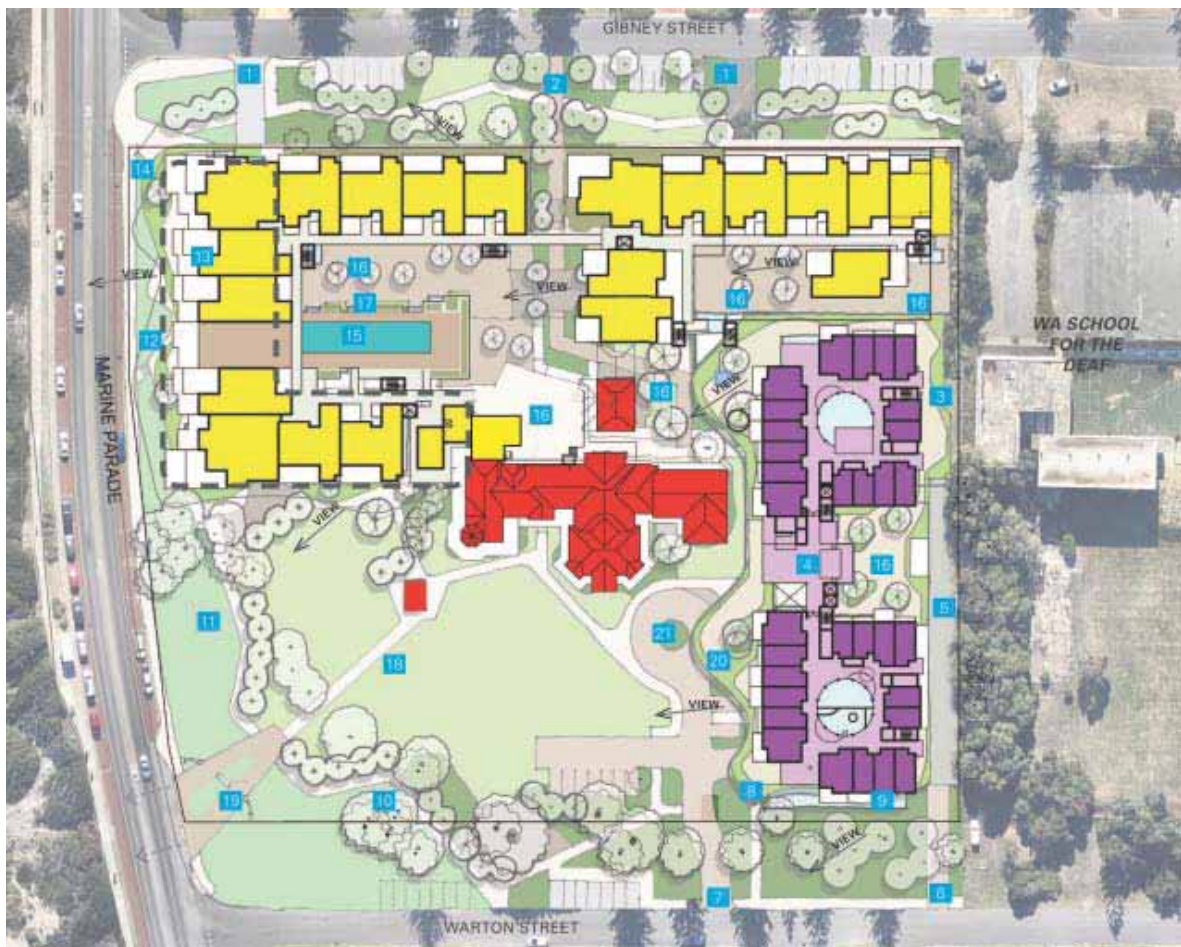 GIBNEY STREET
1
2
1
VIEW
14
13
VIEW
16
VIEW
VIEW
17
16
16
12
15
WA SCHOOL
FOR THE
DEAF
MARINE PARADE
VIEW
16
3
16
VIEW
4
16
11
5
21
18
20
VIEW
19
10
8
9
VIEW
7
6
WARTON STREET